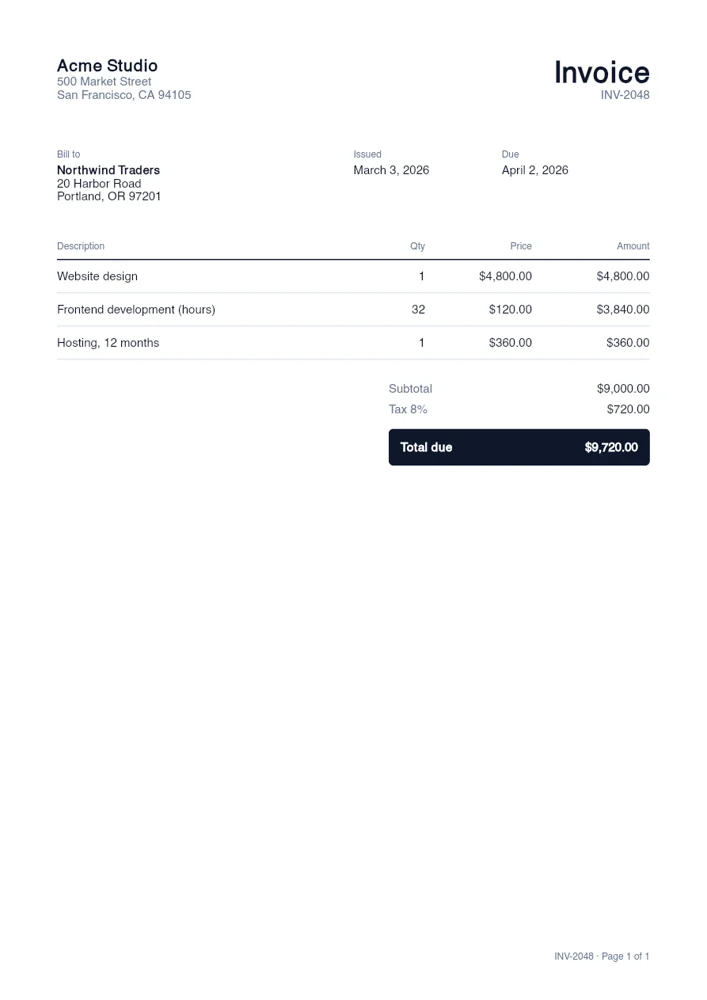 Acme Studio
500 Market Street
San Francisco, CA 94105
Invoice
INV-2048
Bill to
Northwind Traders
20 Harbor Road
Portland, OR 97201
Issued
March 3, 2026
Due
April 2, 2026
Description Qty Price Amount
Website design 1 $4,800.00 $4,800.00
Frontend development (hours) 32 $120.00 $3,840.00
Hosting, 12 months 1 $360.00 $360.00
Subtotal $9,000.00
Tax 8% $720.00
Total due $9,720.00
INV-2048 · Page 1 of 1